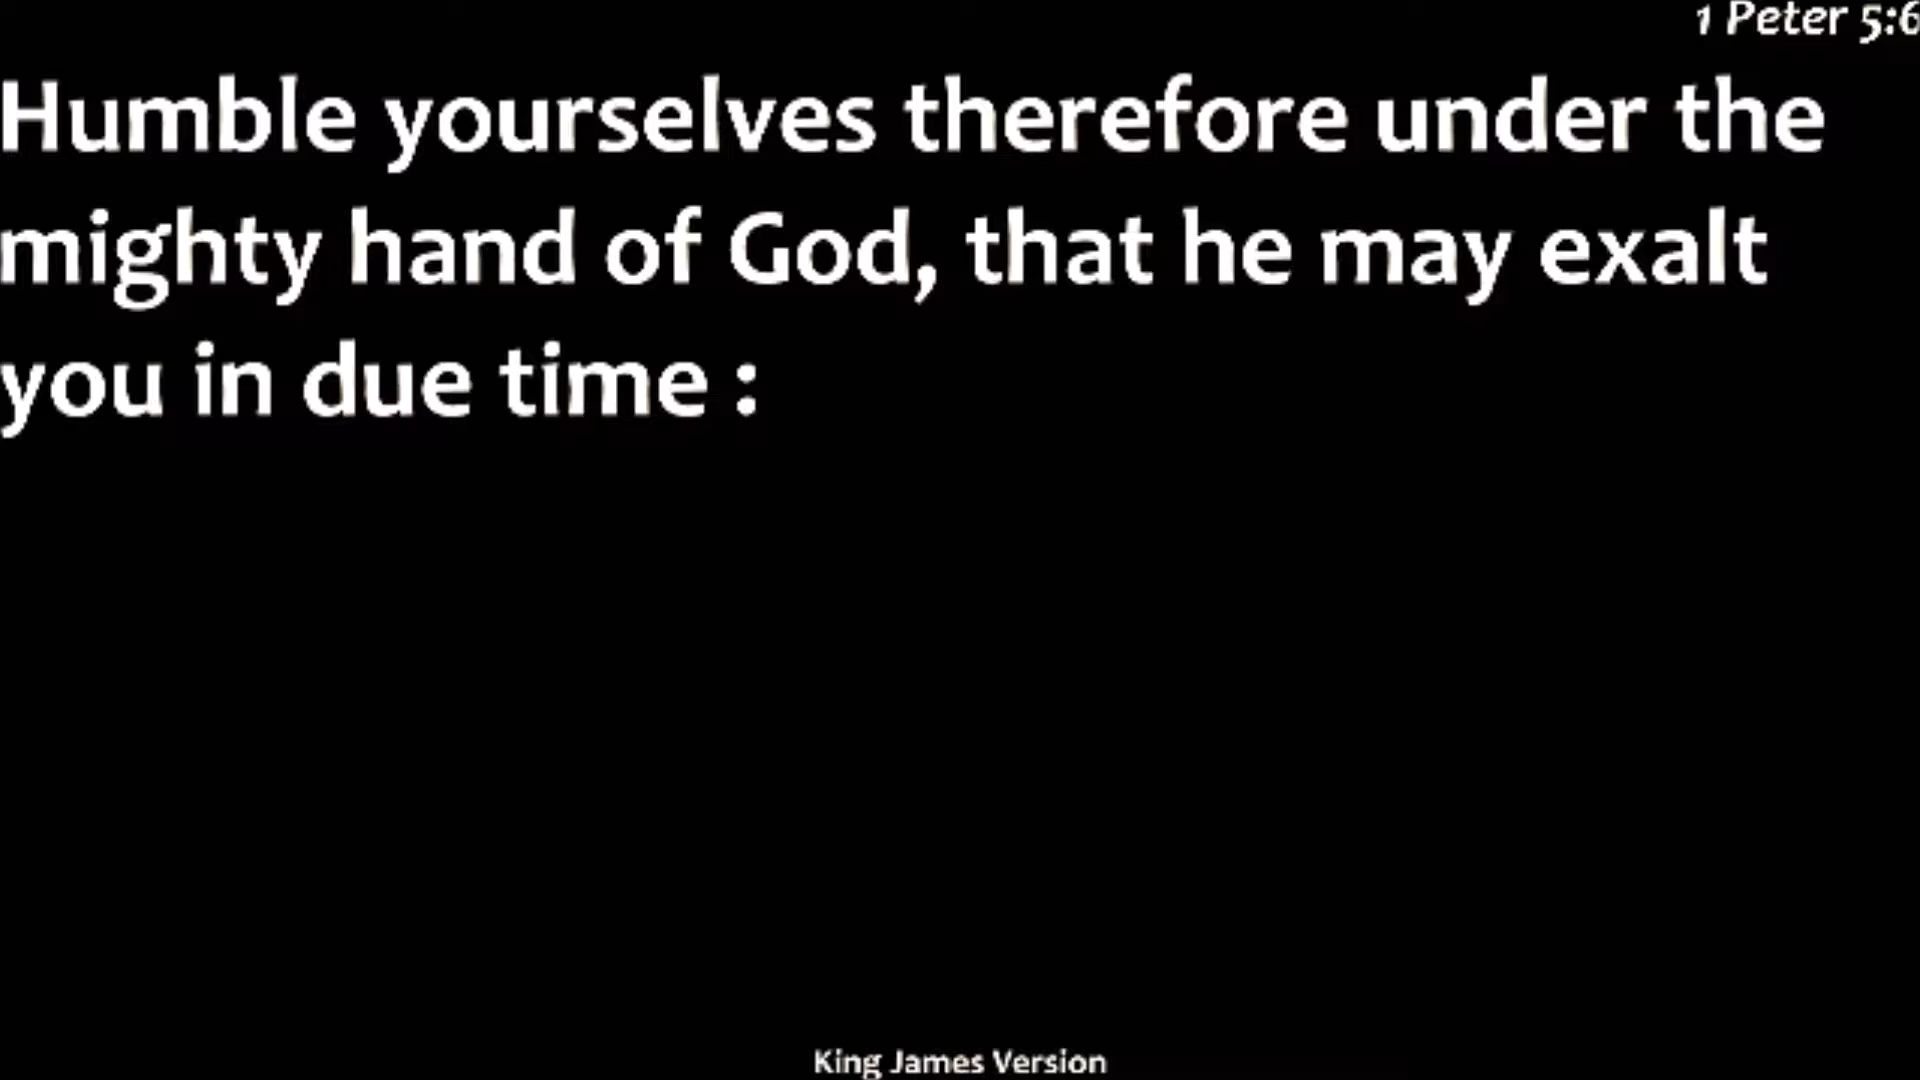 1 Peter 5:6
Humble yourselves therefore under the
mighty hand of God, that he may exalt
you in due time :
King James Version